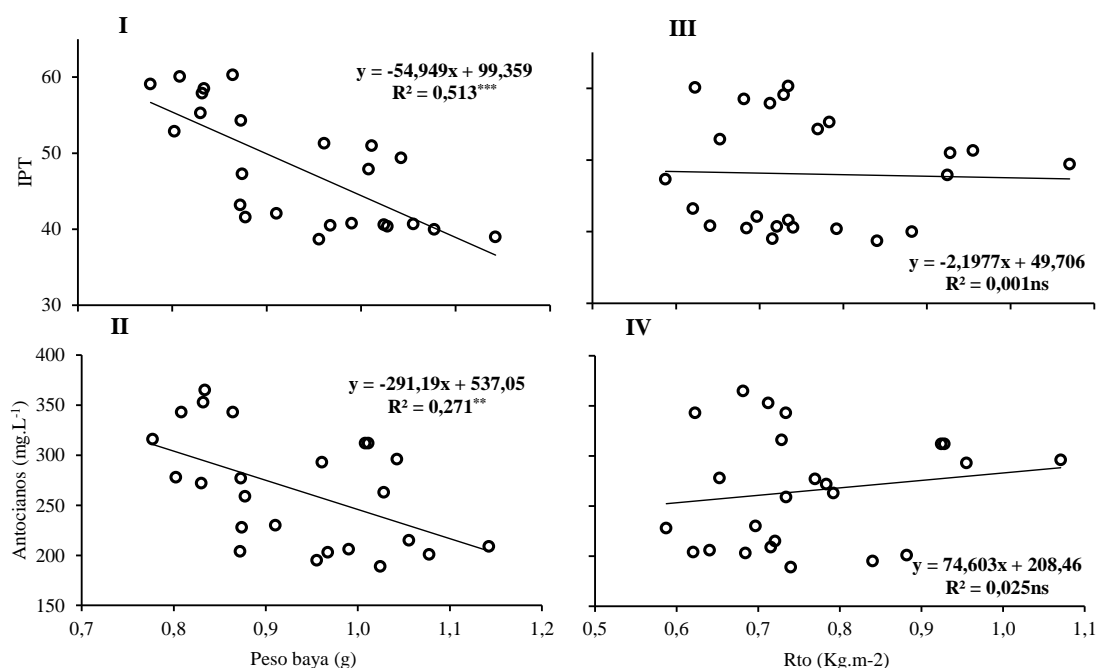 I
y = -54,949x + 99,359
R² = 0,513***
IPT
60
50
40
30
III
y = -2,1977x + 49,706
R² = 0,001ns
II
y = -291,19x + 537,05
R² = 0,271**
Antocianos (mg.L⁻¹)
400
350
300
250
200
150
0,7 0,8 0,9 1,0 1,1 1,2
Peso baya (g)
IV
y = 74,603x + 208,46
R² = 0,025ns
0,5 0,6 0,7 0,8 0,9 1,0 1,1
Rto (Kg.m-2)